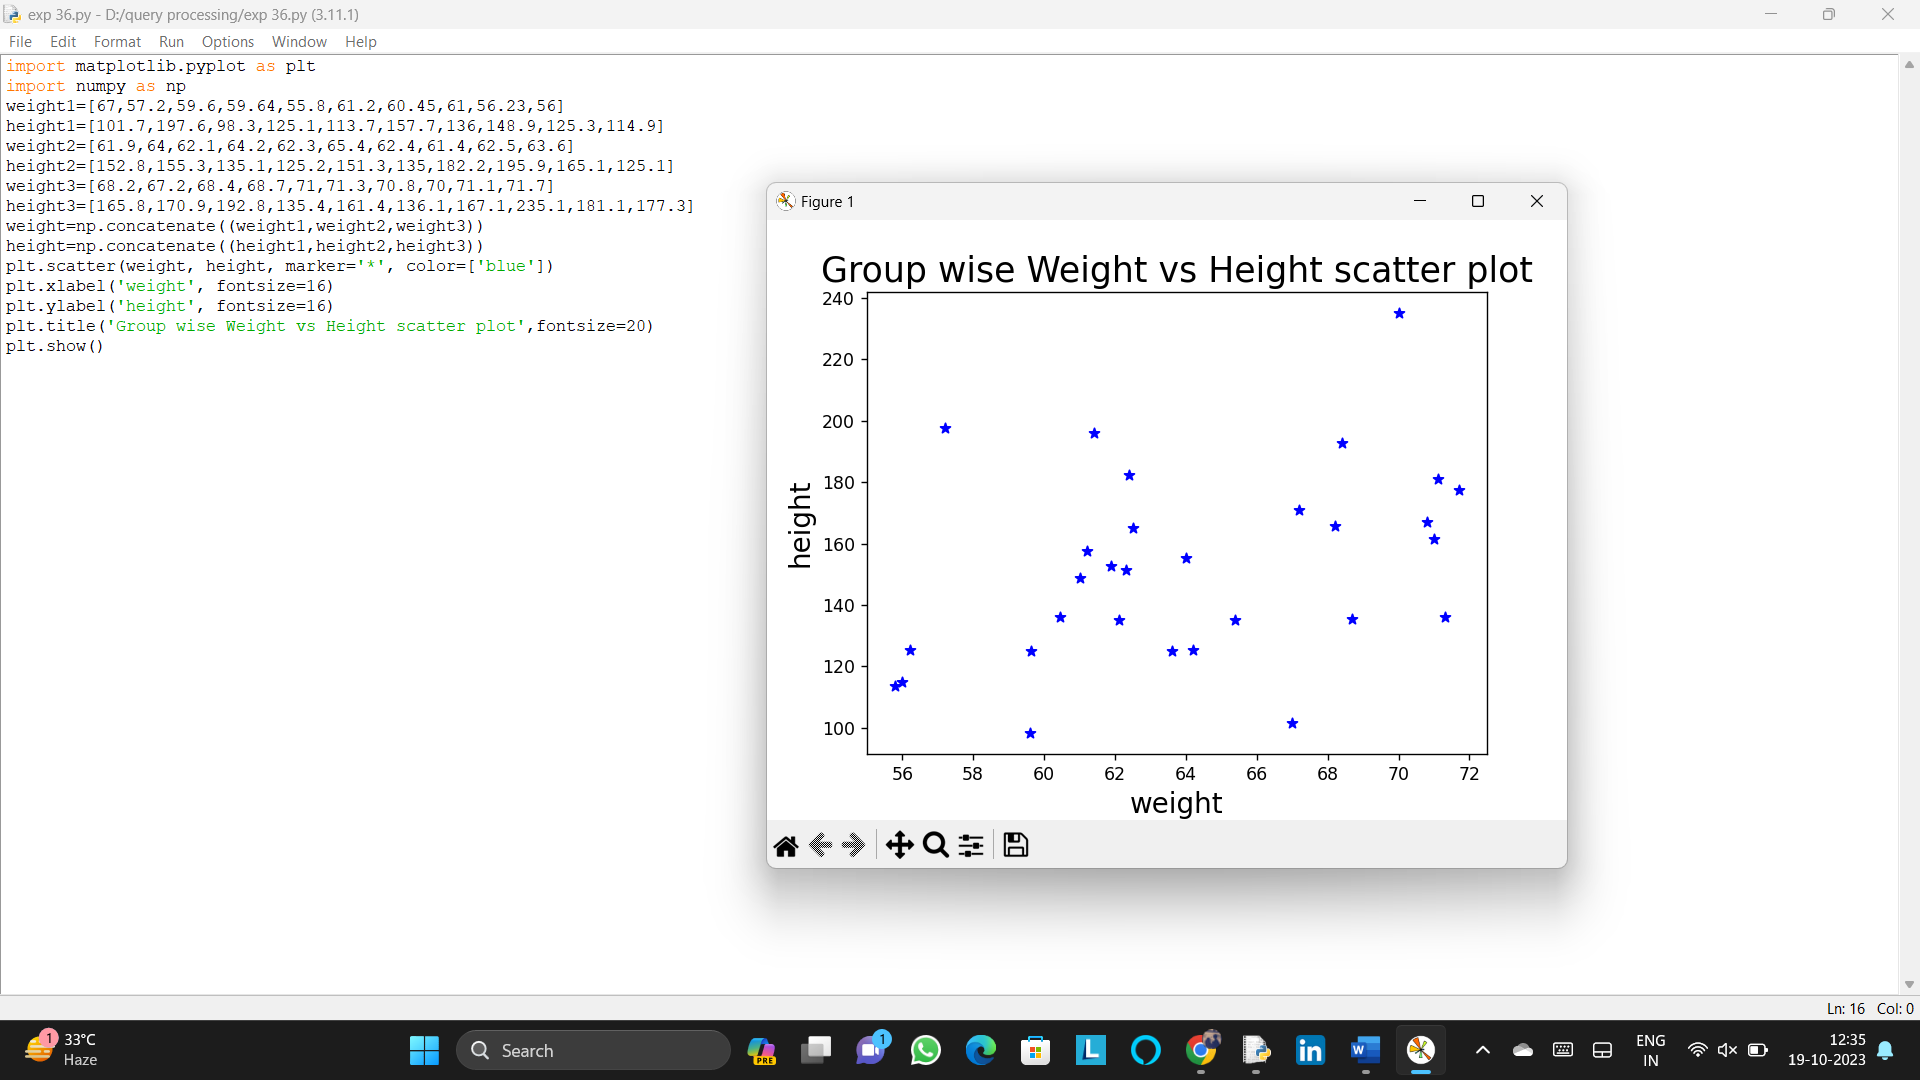 exp 36.py - D:/query processing/exp 36.py (3.11.1)
File Edit Format Run Options Window Help
import matplotlib.pyplot as plt
import numpy as np
weight1=[67,57.2,59.6,59.64,55.8,61.2,60.45,61,56.23,56]
height1=[101.7,197.6,98.3,125.1,113.7,157.7,136,148.9,125.3,114.9]
weight2=[61.9,64,62.1,64.2,62.3,65.4,62.4,61.4,62.5,63.6]
height2=[152.8,155.3,135.1,125.2,151.3,135,182.2,195.9,165.1,125.1]
weight3=[68.2,67.2,68.4,68.7,71,71.3,70.8,70,71.1,71.7]
height3=[165.8,170.9,192.8,135.4,161.4,136.1,167.1,235.1,181.1,177.3]
weight=np.concatenate((weight1,weight2,weight3))
height=np.concatenate((height1,height2,height3))
plt.scatter(weight, height, marker='*', color=['blue'])
plt.xlabel('weight', fontsize=16)
plt.ylabel('height', fontsize=16)
plt.title('Group wise Weight vs Height scatter plot',fontsize=20)
plt.show()
Figure 1
Group wise Weight vs Height scatter plot
240
220
200
180
160
140
120
100
height
56 58 60 62 64 66 68 70 72
weight
Ln: 16 Col: 0
1
33°C
Haze
Search
PRE
1
L
in
W
ENG
IN
12:35
19-10-2023